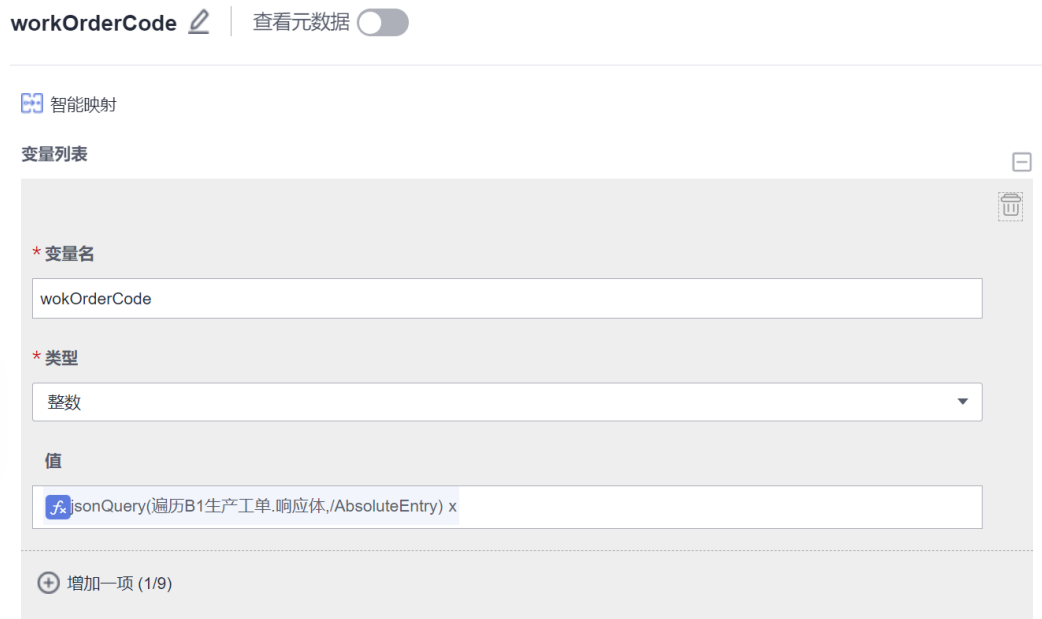 workOrderCode 查看元数据
智能映射
变量列表
* 变量名
wokOrderCode
* 类型
整数
值
fx jsonQuery(遍历B1生产工单.响应体,/AbsoluteEntry) x
增加一项 (1/9)